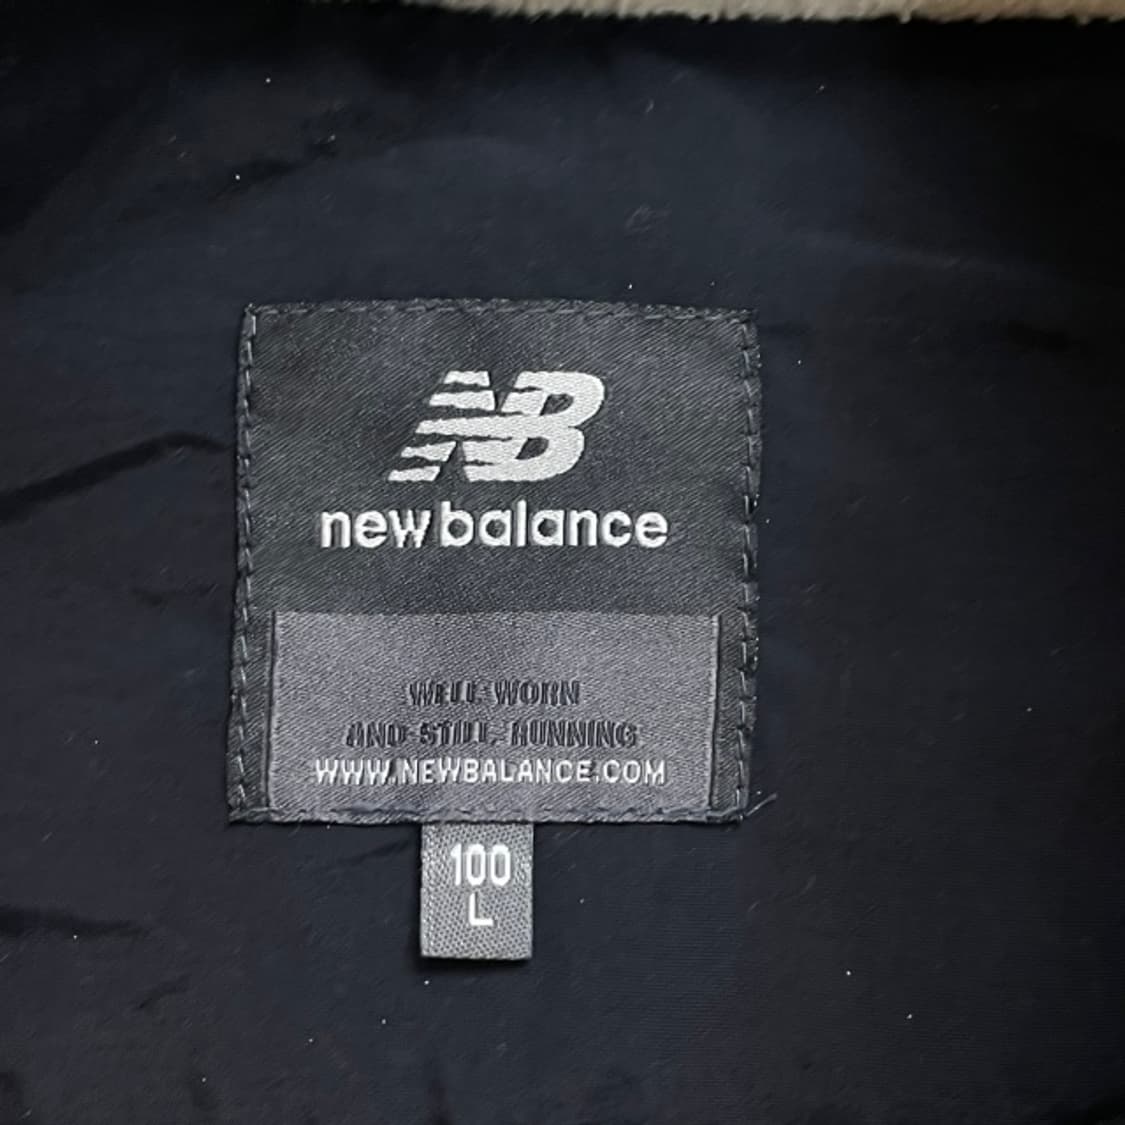 NB
new balance
WELL WORN
AND STILL RUNNING
WWW.NEWBALANCE.COM
100
L